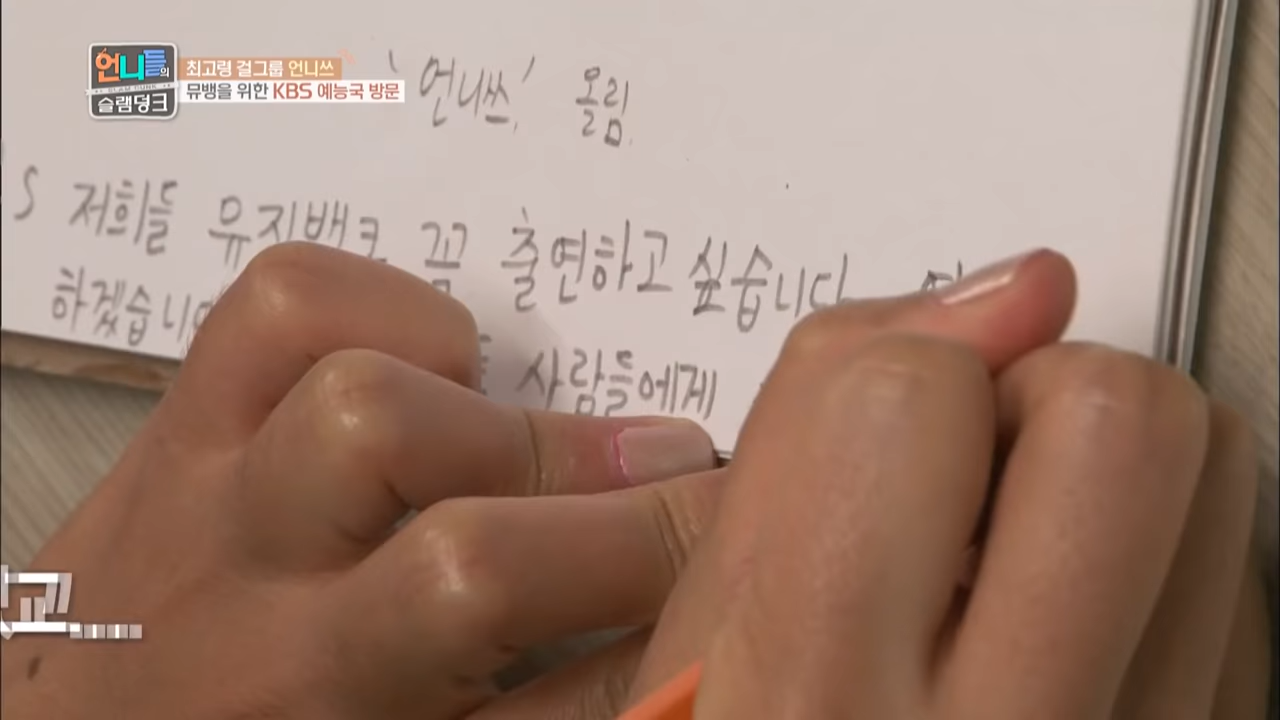 언니들의
슬램덩크
최고령 걸그룹 언니쓰
뮤뱅을 위한 KBS 예능국 방문
'언니쓰,' 올림.
S 저희들 뮤직뱅크 꼭 출연하고 싶습니다
하겠습니다
사람들에게
고